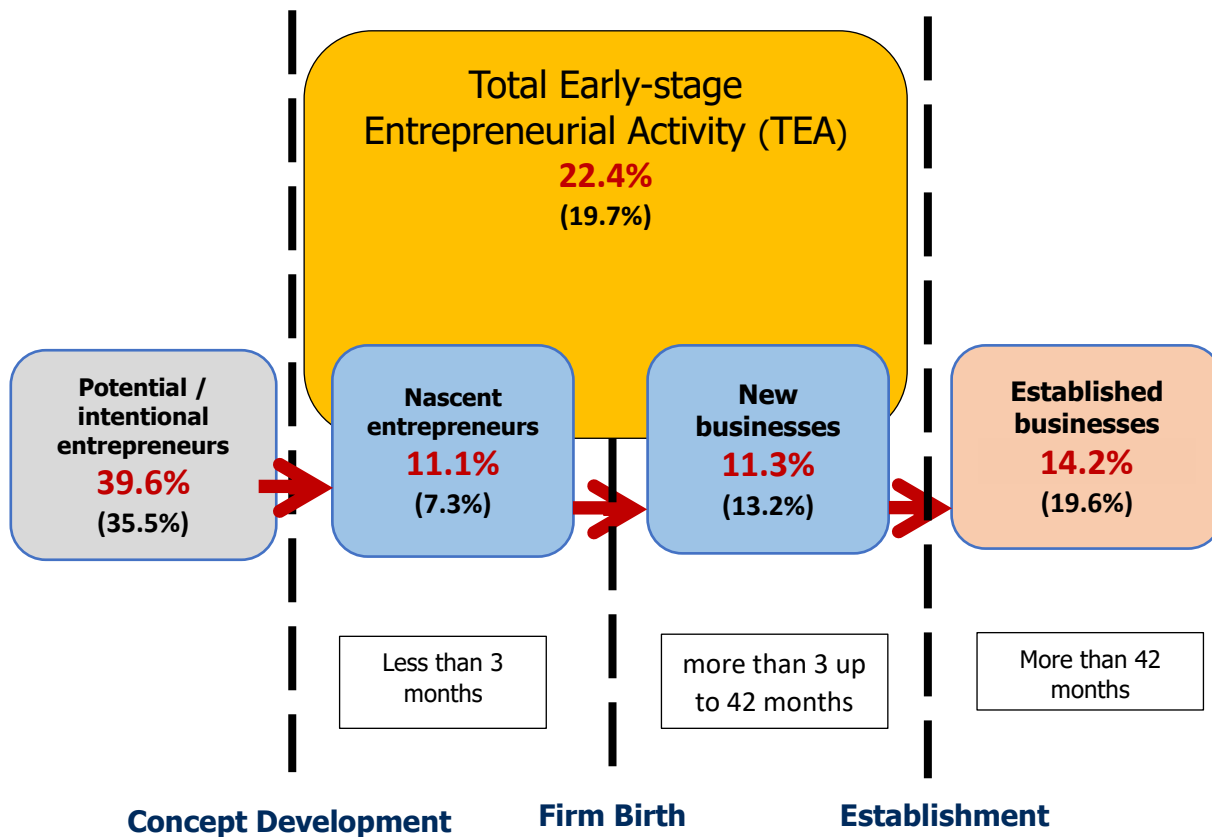 Total Early-stage
Entrepreneurial Activity (TEA)
22.4%
(19.7%)
Potential /
intentional
entrepreneurs
39.6%
(35.5%)
Nascent
entrepreneurs
11.1%
(7.3%)
New
businesses
11.3%
(13.2%)
Established
businesses
14.2%
(19.6%)
Less than 3
months
more than 3 up
to 42 months
More than 42
months
Concept Development
Firm Birth
Establishment